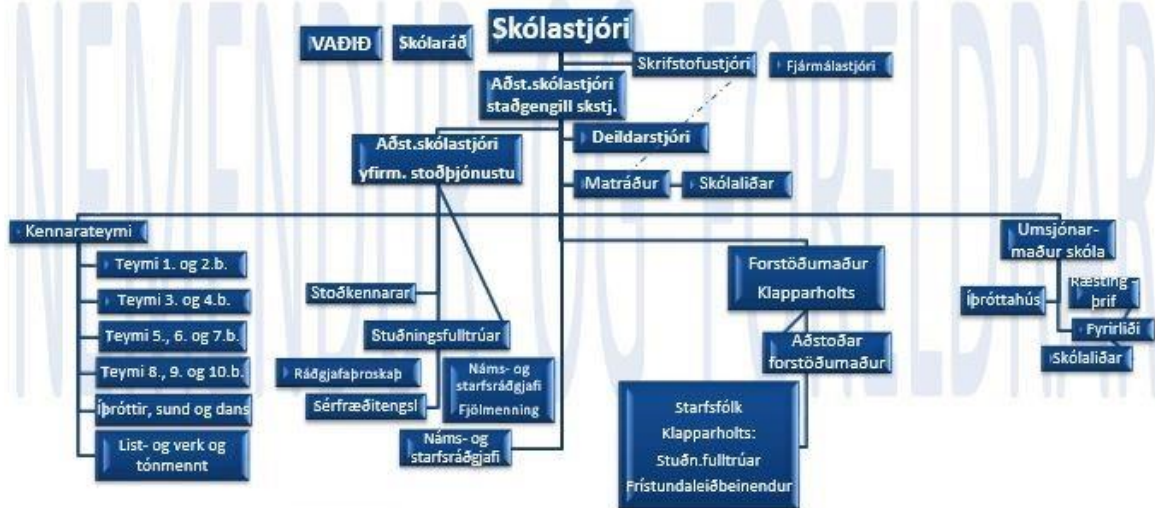 NEMENDUR OG FORELDRAR
Skólastjóri
VAÐIÐ
Skólaráð
Skrifstofustjóri
Fjármálastjóri
Aðst.skólastjóri
staðgengill skstj.
Deildarstjóri
Aðst.skólastjóri
yfirm. stoðþjónustu
Matráður
Skólaliðar
Kennarateymi
Teymi 1. og 2.b.
Teymi 3. og 4.b.
Teymi 5., 6. og 7.b.
Teymi 8., 9. og 10.b.
Íþróttir, sund og dans
List- og verk og
tónmennt
Stoðkennarar
Stuðningsfulltrúar
Ráðgjafaþroskaþ
Sérfræðitengsl
Náms- og
starfsráðgjafi
Fjölmenning
Náms- og
starfsráðgjafi
Forstöðumaður
Klapparholts
Aðstoðar
forstöðumaður
Starfsfólk
Klapparholts:
Stuðn.fulltrúar
Frístundaleiðbeinendur
Umsjónar-
maður skóla
Íþróttahús
Ræsting -
þrif
Fyrirliði
Skólaliðar